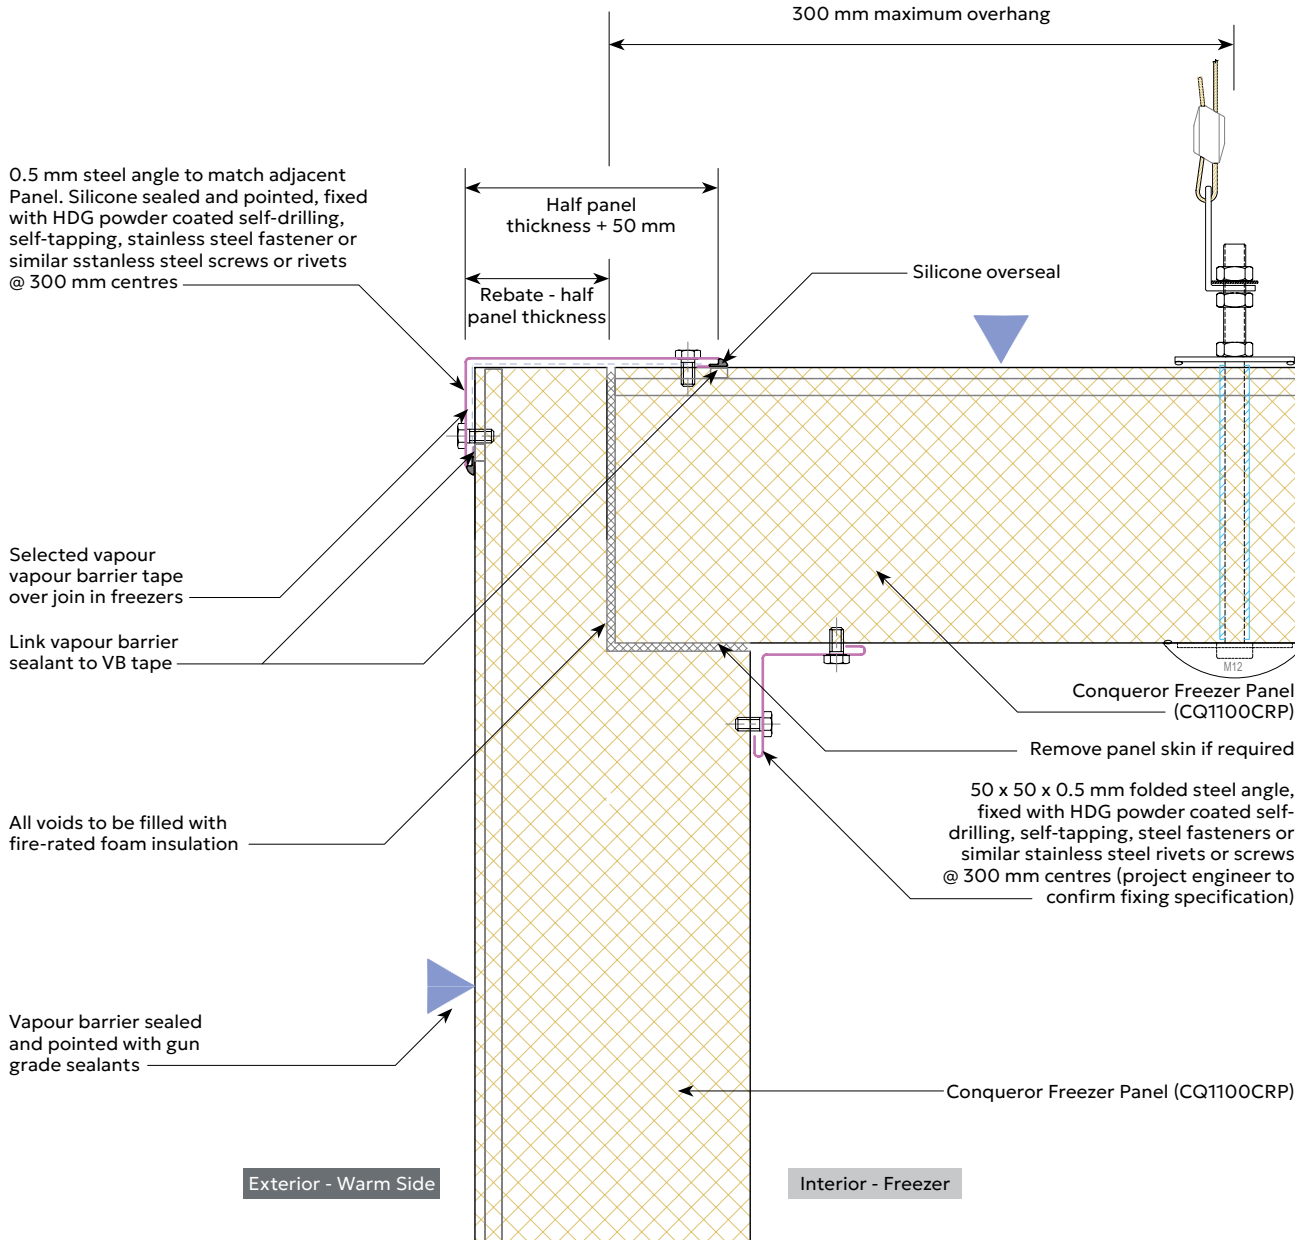 300 mm maximum overhang
0.5 mm steel angle to match adjacent
Panel. Silicone sealed and pointed, fixed
with HDG powder coated self-drilling,
self-tapping, stainless steel fastener or
similar sstanless steel screws or rivets
@ 300 mm centres
Half panel
thickness + 50 mm
Rebate - half
panel thickness
Silicone overseal
Selected vapour
vapour barrier tape
over join in freezers
Link vapour barrier
sealant to VB tape
M12
Conqueror Freezer Panel
(CQ1100CRP)
Remove panel skin if required
50 x 50 x 0.5 mm folded steel angle,
fixed with HDG powder coated self-
drilling, self-tapping, steel fasteners or
similar stainless steel rivets or screws
@ 300 mm centres (project engineer to
confirm fixing specification)
All voids to be filled with
fire-rated foam insulation
Vapour barrier sealed
and pointed with gun
grade sealants
Conqueror Freezer Panel (CQ1100CRP)
Exterior - Warm Side
Interior - Freezer